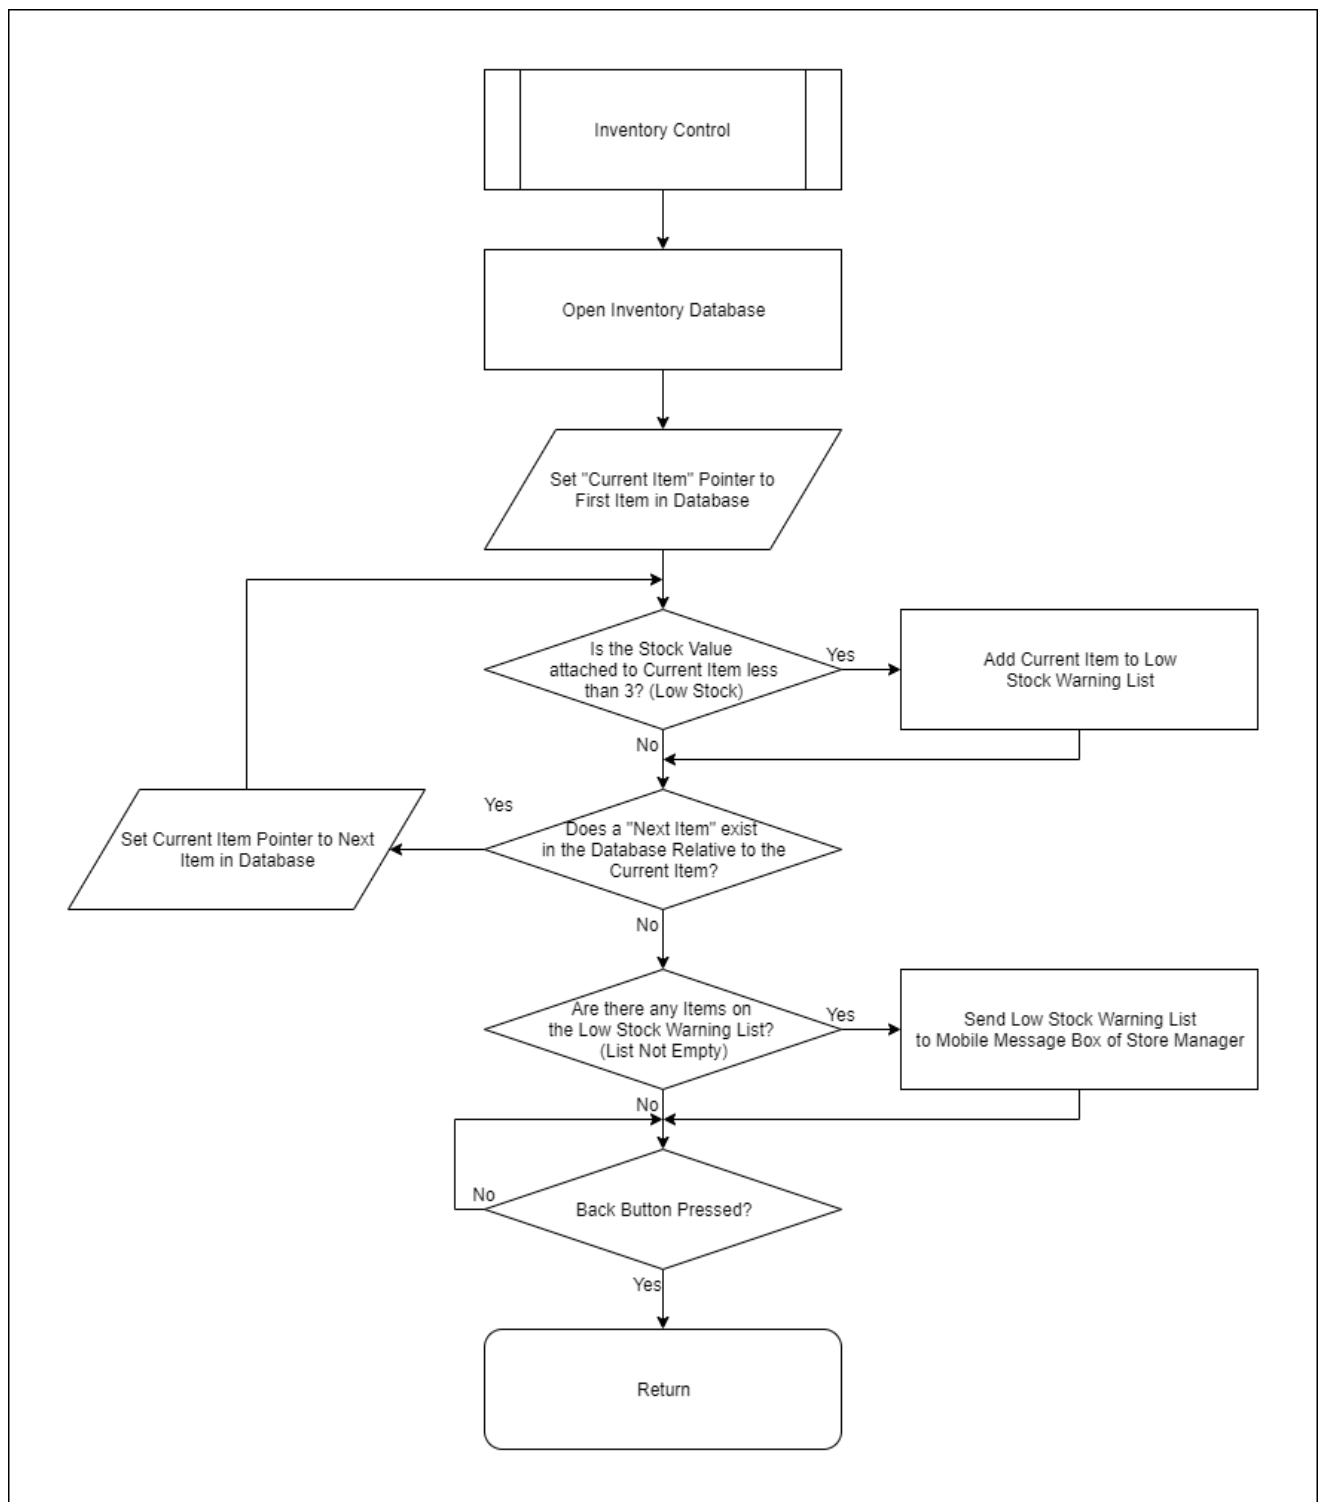 Inventory Control
Open Inventory Database
Set "Current Item" Pointer to
First Item in Database
Is the Stock Value
attached to Current Item less
than 3? (Low Stock)
Yes
Add Current Item to Low
Stock Warning List
No
Yes
Set Current Item Pointer to Next
Item in Database
Does a "Next Item" exist
in the Database Relative to the
Current Item?
No
Are there any Items on
the Low Stock Warning List?
(List Not Empty)
Yes
Send Low Stock Warning List
to Mobile Message Box of Store Manager
No
No
Back Button Pressed?
Yes
Return